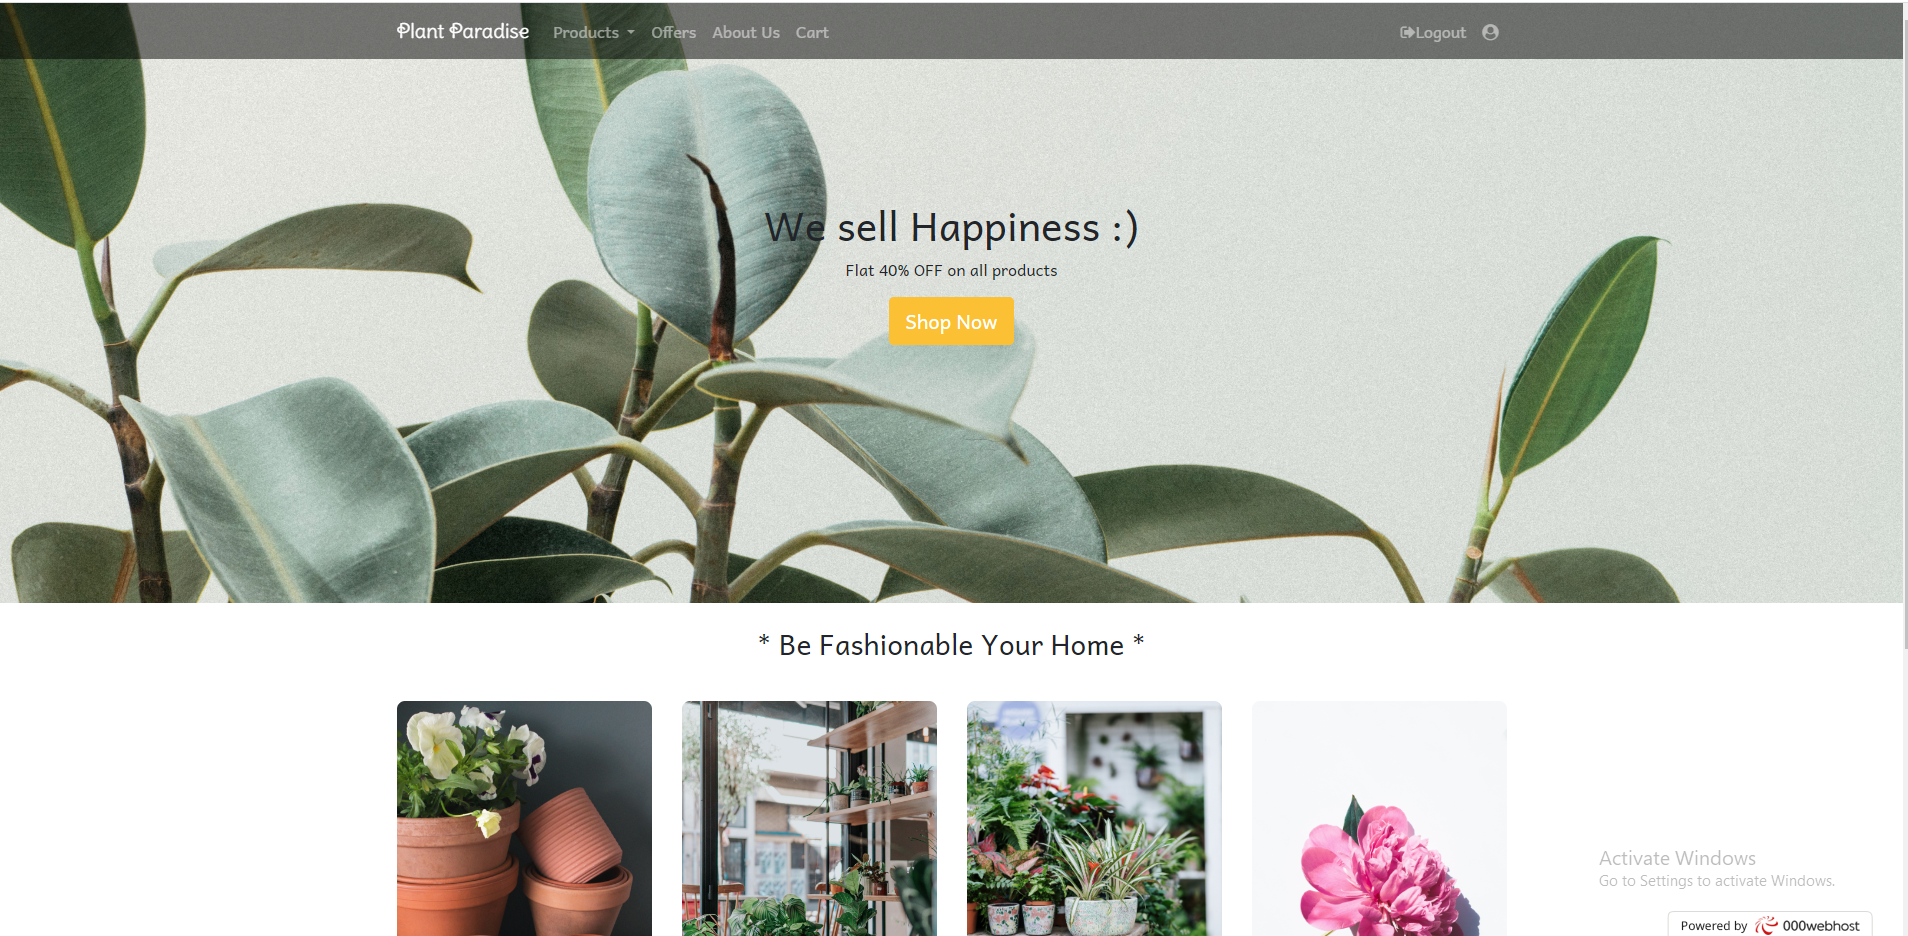 Plant Paradise Products Offers About Us Cart Logout
We sell Happiness :)
Flat 40% OFF on all products
Shop Now
* Be Fashionable Your Home *
Activate Windows
Go to Settings to activate Windows.
Powered by 000webhost